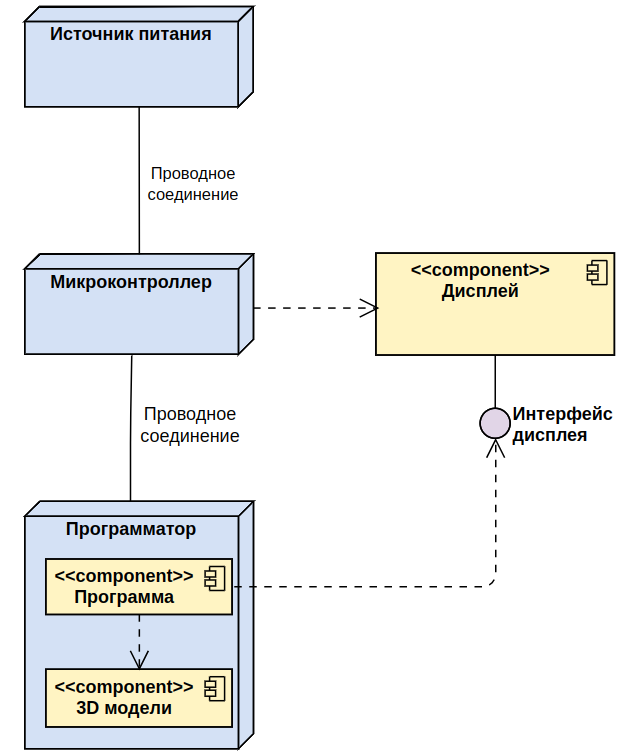 Источник питания
Проводное
соединение
Микроконтроллер
<<component>>
Дисплей
Проводное
соединение
Интерфейс
дисплея
Программатор
<<component>>
Программа
<<component>>
3D модели